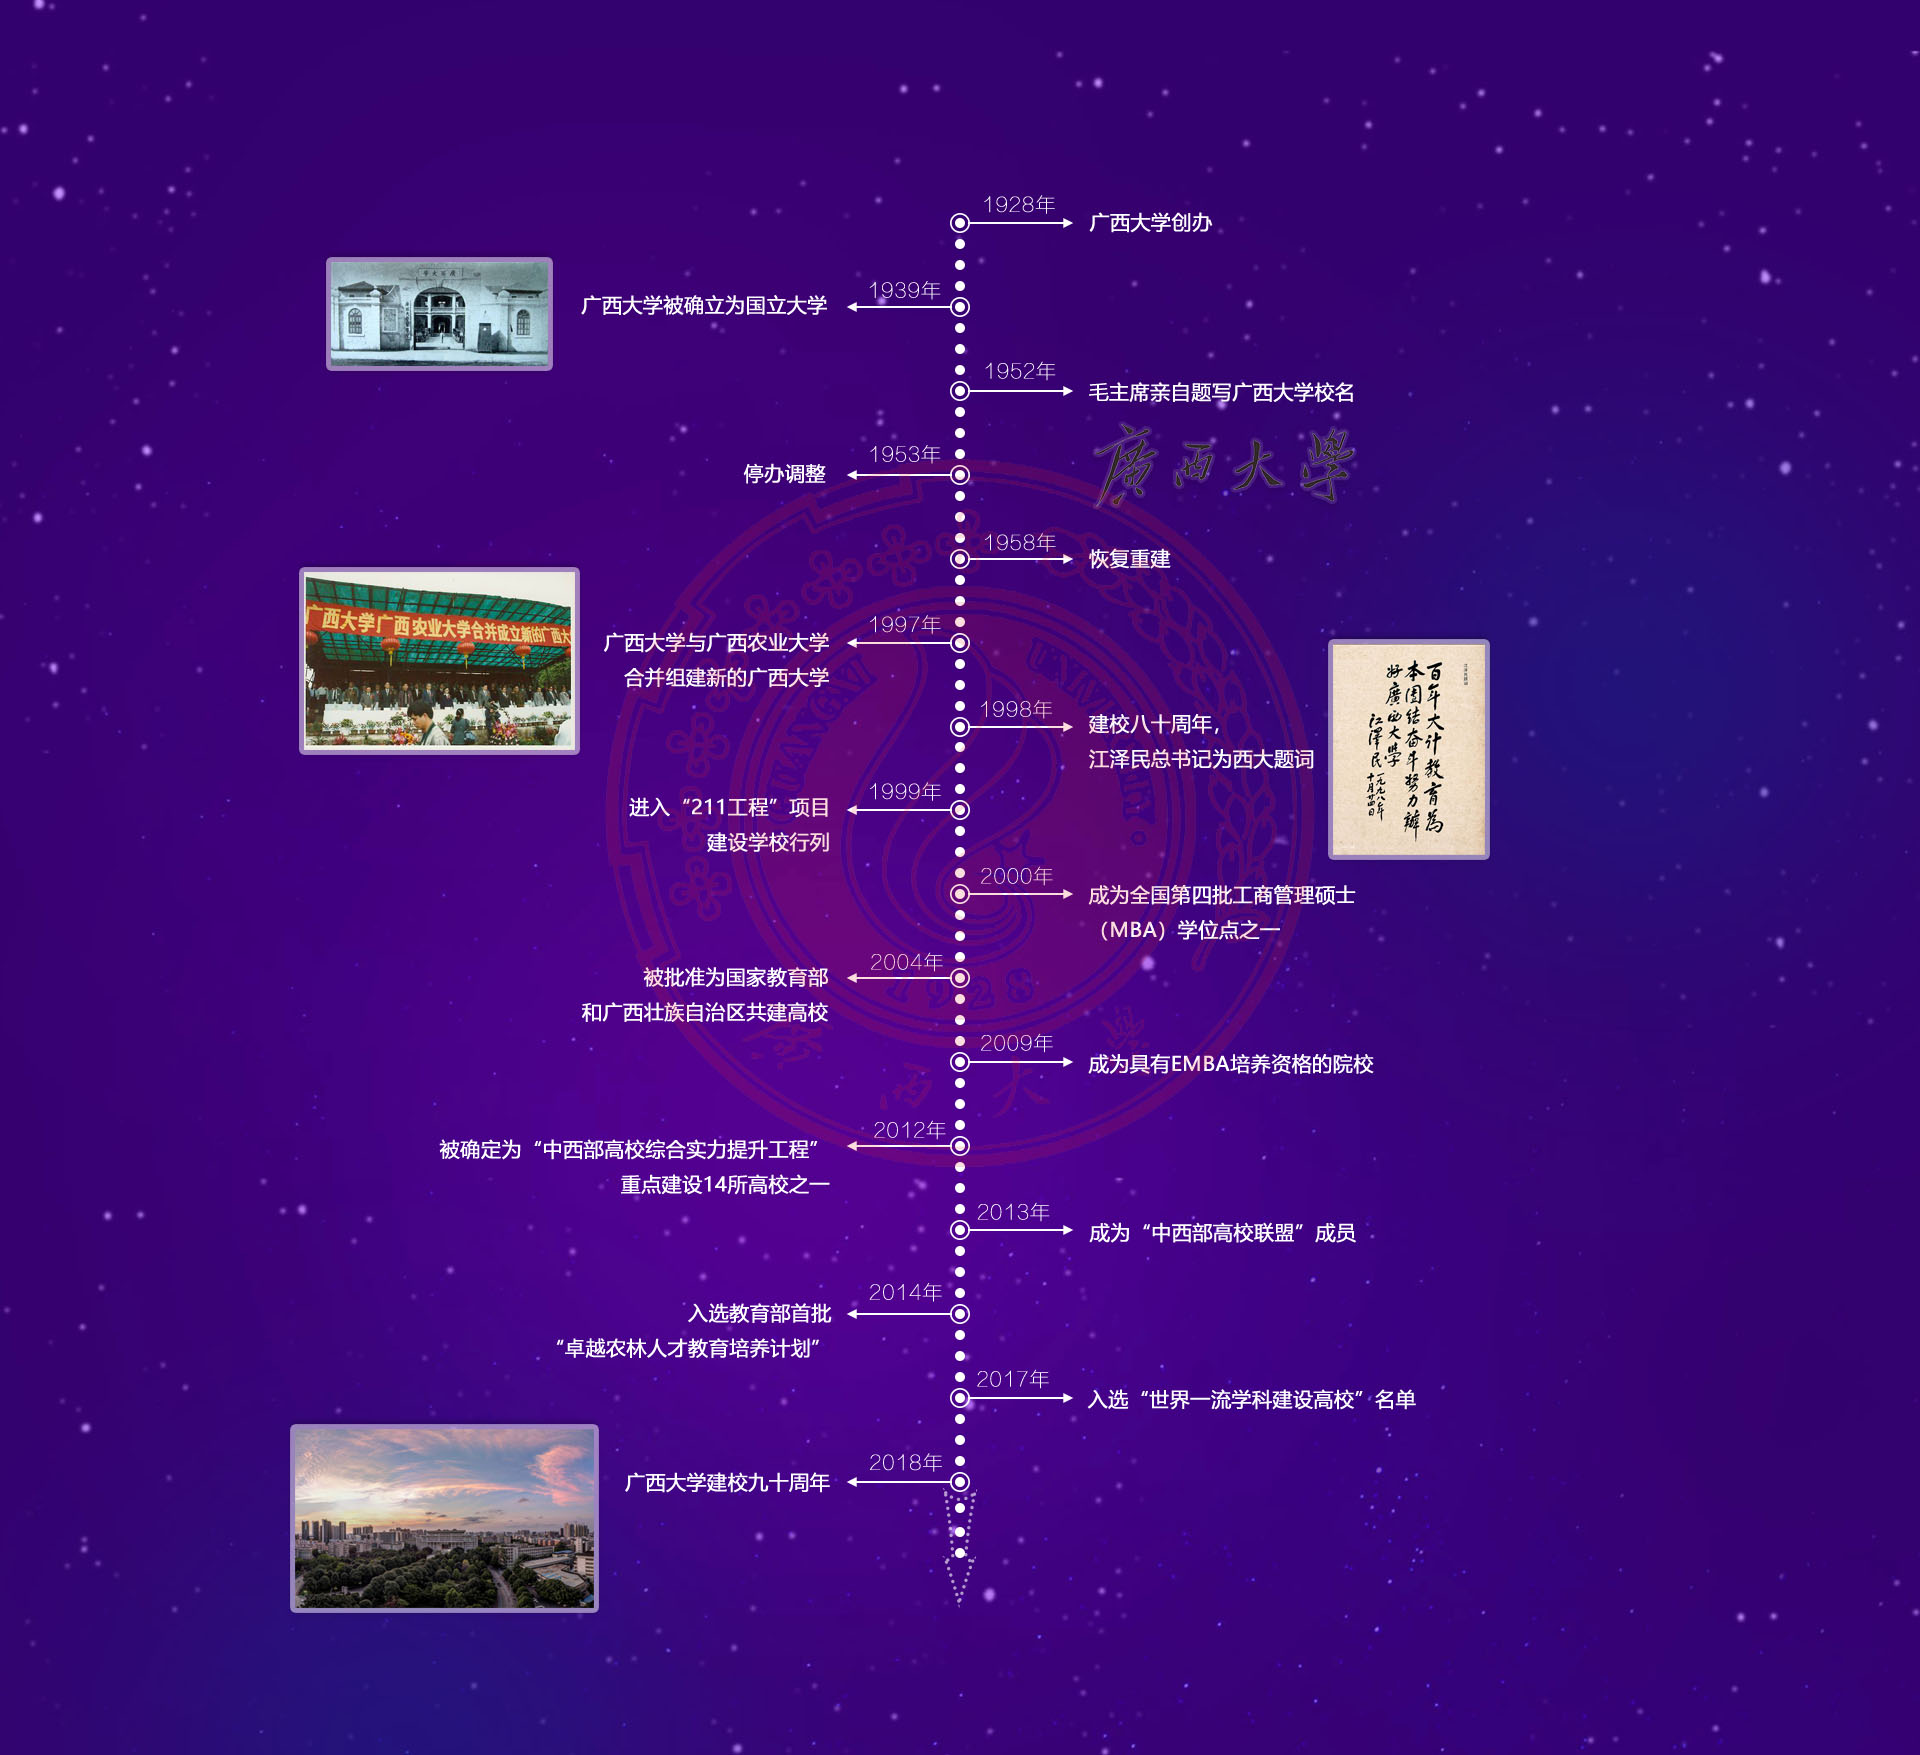 1928年
广西大学创办
1939年
广西大学被确立为国立大学
1952年
毛主席亲自题写广西大学校名
廣西大學
1953年
停办调整
1958年
恢复重建
广西大学广西农业大学合并成立新的广西大
1997年
广西大学与广西农业大学
合并组建新的广西大学
1998年
建校八十周年，
江泽民总书记为西大题词
百年大计教育為
本团结奋斗努力辦
好廣西大學
江澤民
一九九八年
十月廿四日
1999年
进入“211工程”项目
建设学校行列
2000年
成为全国第四批工商管理硕士
（MBA）学位点之一
2004年
被批准为国家教育部
和广西壮族自治区共建高校
2009年
成为具有EMBA培养资格的院校
2012年
被确定为“中西部高校综合实力提升工程”
重点建设14所高校之一
2013年
成为“中西部高校联盟”成员
2014年
入选教育部首批
“卓越农林人才教育培养计划”
2017年
入选“世界一流学科建设高校”名单
2018年
广西大学建校九十周年
GUANGXI UNIVERSITY
1928
广西大學